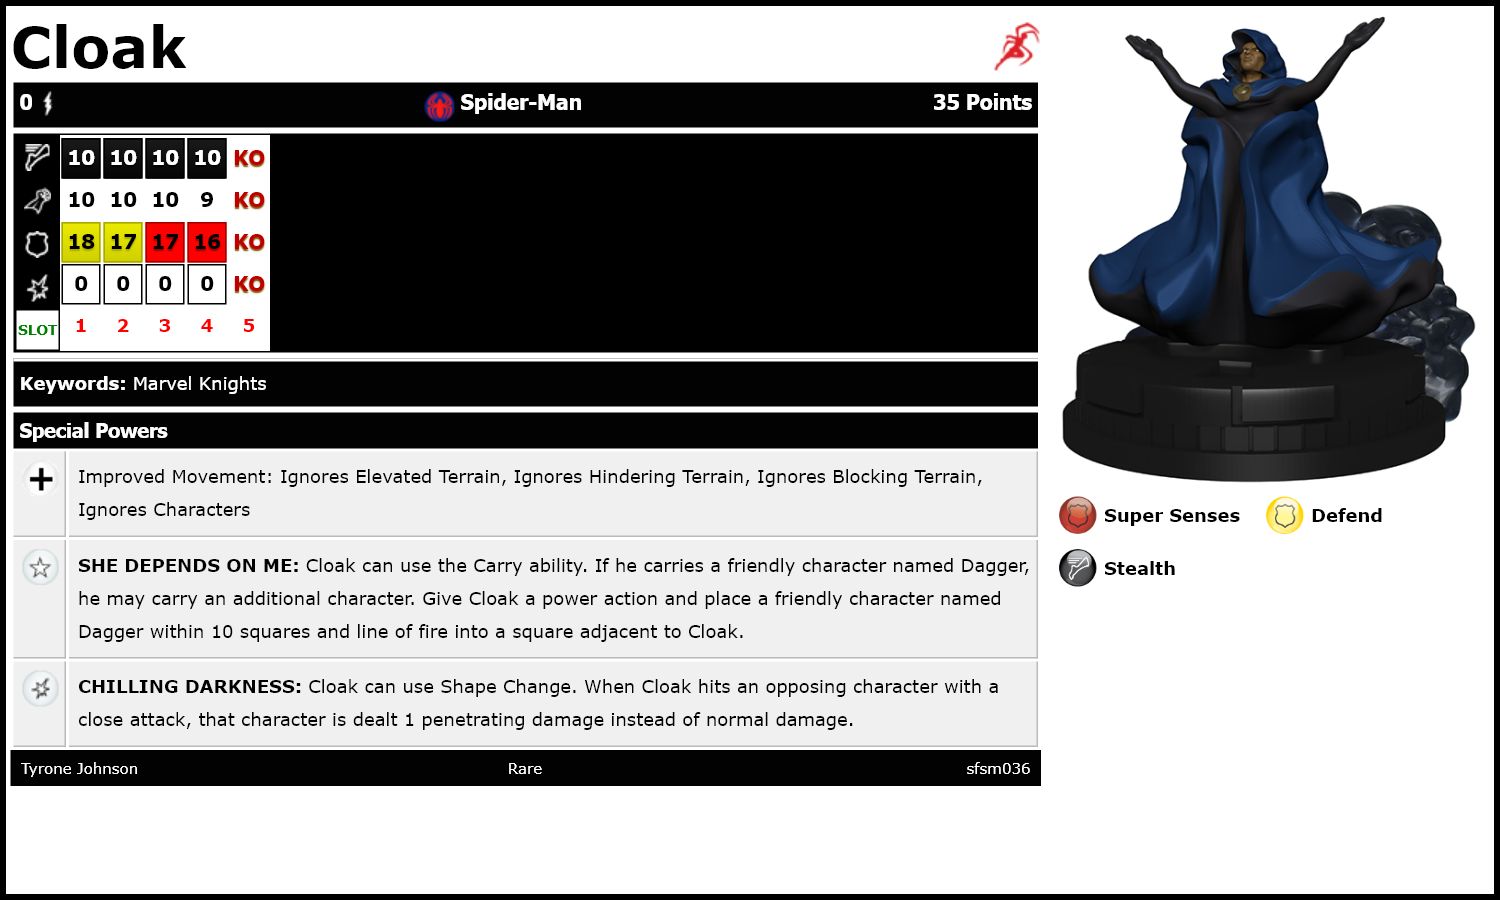 Cloak
0 Spider-Man 35 Points
10 10 10 10 KO
10 10 10 9 KO
18 17 17 16 KO
0 0 0 0 KO
SLOT 1 2 3 4 5
Keywords: Marvel Knights
Special Powers
Improved Movement: Ignores Elevated Terrain, Ignores Hindering Terrain, Ignores Blocking Terrain,
Ignores Characters
SHE DEPENDS ON ME: Cloak can use the Carry ability. If he carries a friendly character named Dagger,
he may carry an additional character. Give Cloak a power action and place a friendly character named
Dagger within 10 squares and line of fire into a square adjacent to Cloak.
CHILLING DARKNESS: Cloak can use Shape Change. When Cloak hits an opposing character with a
close attack, that character is dealt 1 penetrating damage instead of normal damage.
Tyrone Johnson Rare sfsm036
Super Senses Defend
Stealth